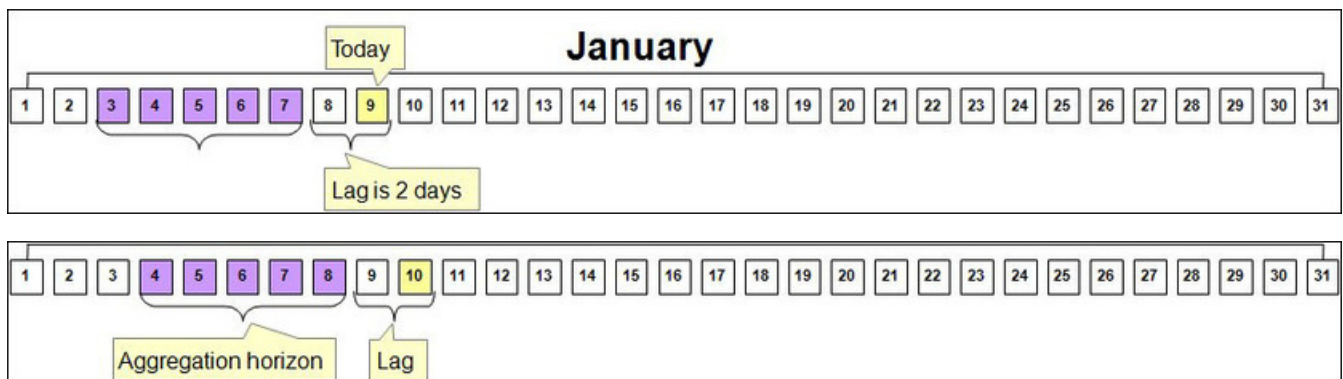 January
Today
1 2 3 4 5 6 7 8 9 10 11 12 13 14 15 16 17 18 19 20 21 22 23 24 25 26 27 28 29 30 31
Lag is 2 days
1 2 3 4 5 6 7 8 9 10 11 12 13 14 15 16 17 18 19 20 21 22 23 24 25 26 27 28 29 30 31
Aggregation horizon Lag